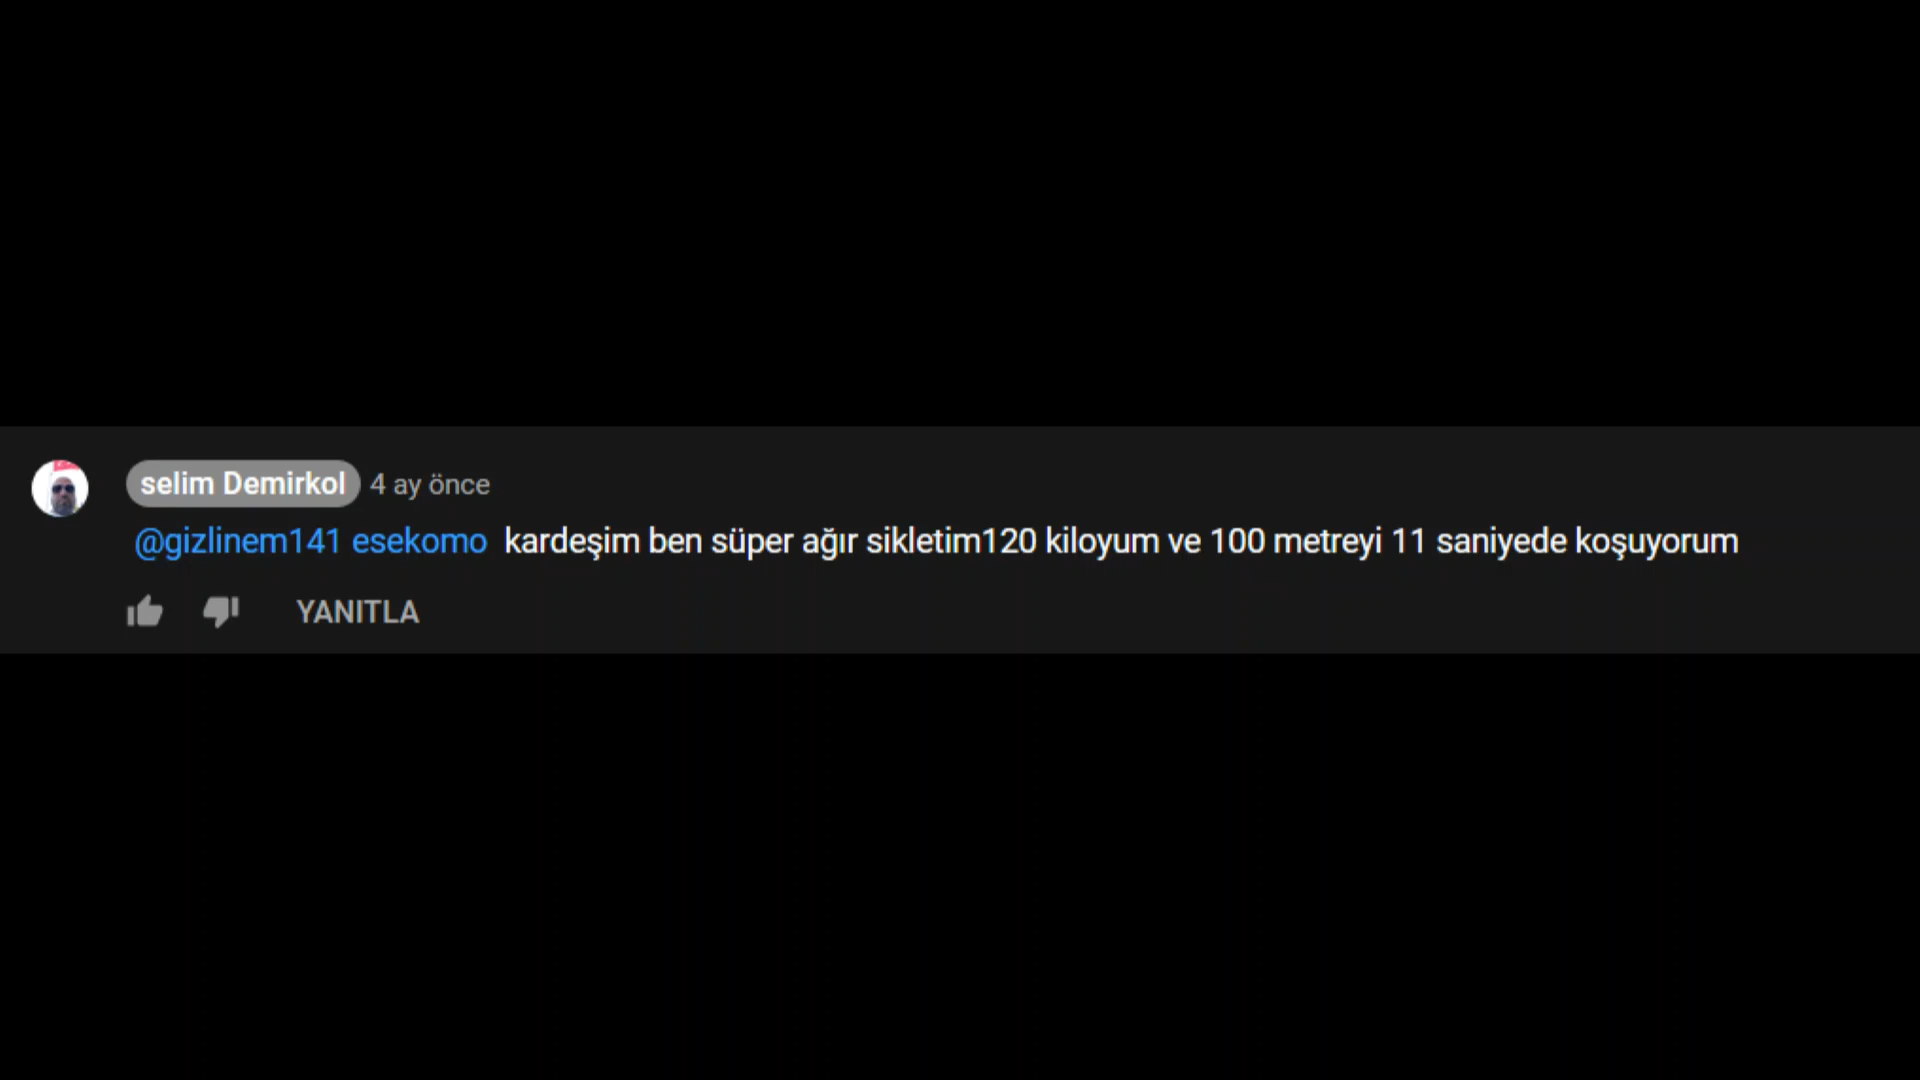 selim Demirkol 4 ay önce
@gizlinem141 esekomo kardeşim ben süper ağır sikletim120 kiloyum ve 100 metreyi 11 saniyede koşuyorum
YANITLA